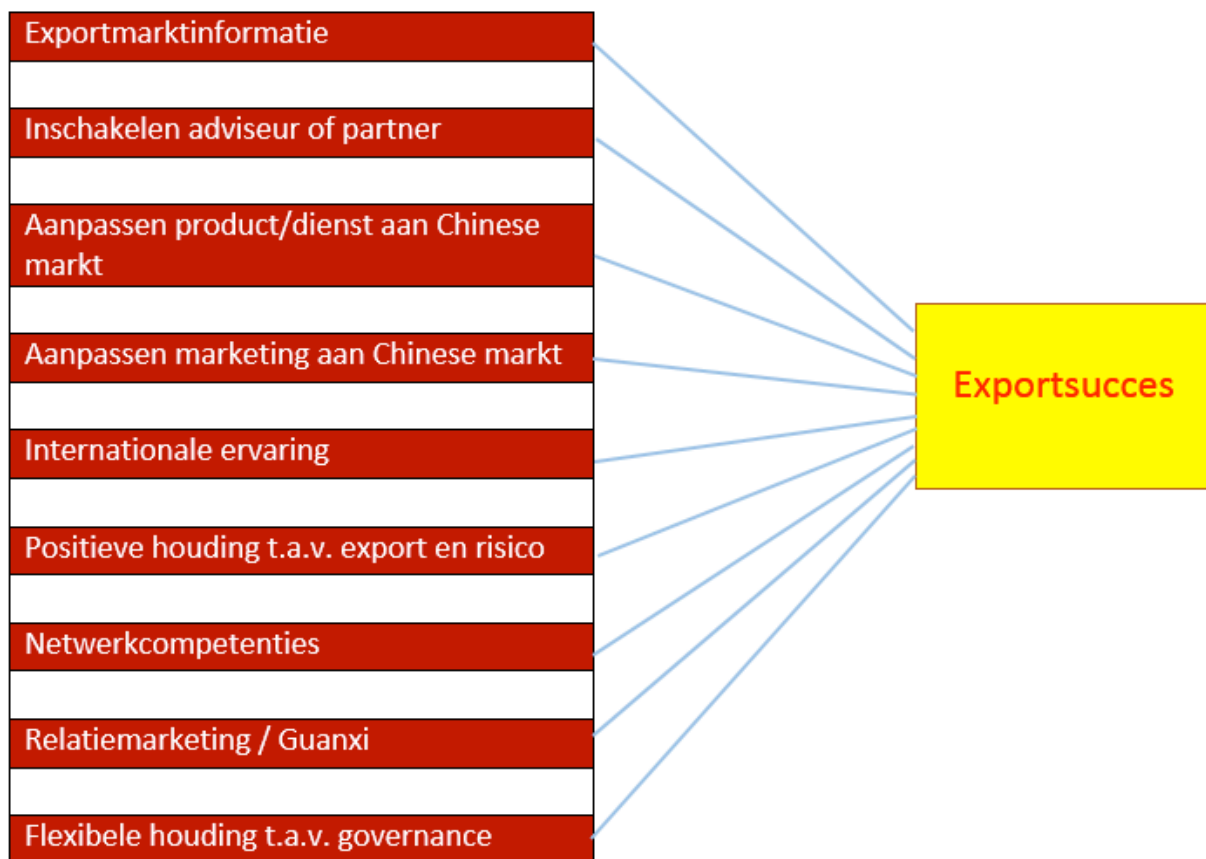 Exportmarktinformatie
Inschakelen adviseur of partner
Aanpassen product/dienst aan Chinese
markt
Aanpassen marketing aan Chinese markt
Internationale ervaring
Positieve houding t.a.v. export en risico
Netwerkcompetenties
Relatiemarketing / Guanxi
Flexibele houding t.a.v. governance
Exportsucces